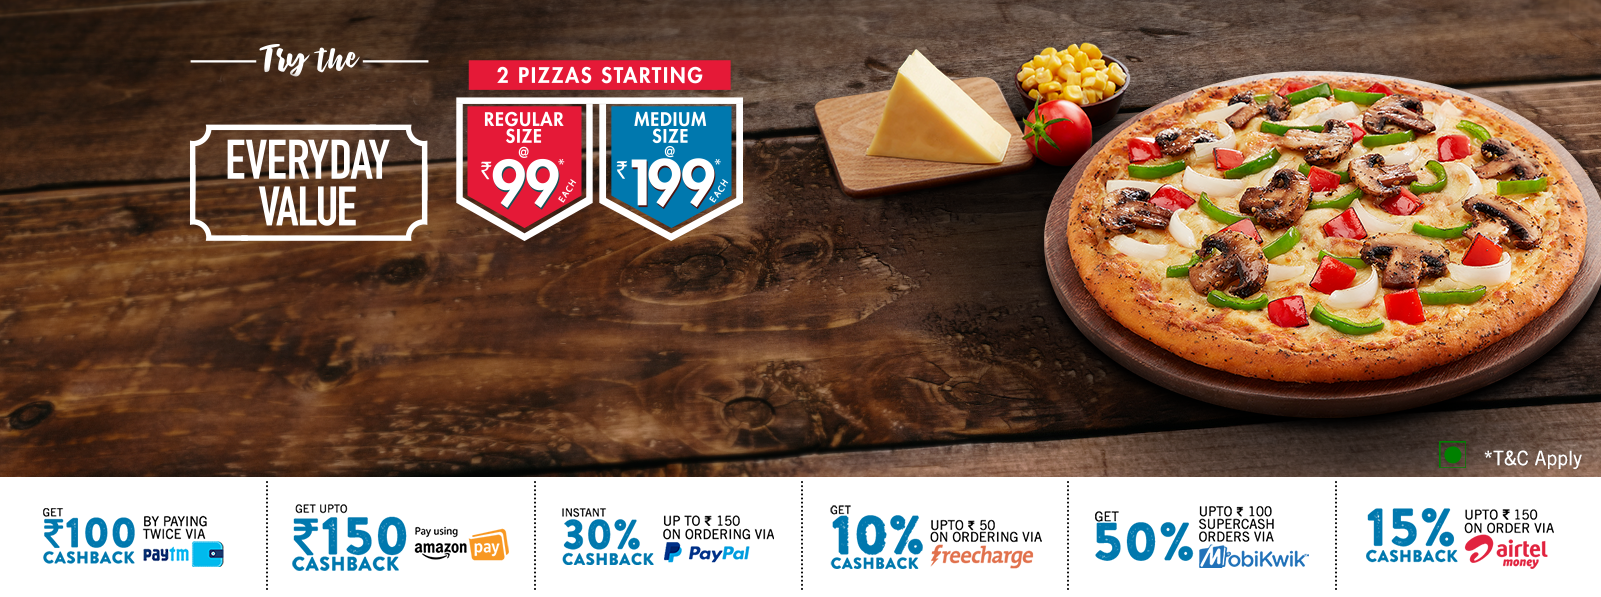 Try the
EVERYDAY
VALUE
2 PIZZAS STARTING
REGULAR
SIZE
@
₹99*
EACH
MEDIUM
SIZE
@
₹199*
EACH
*T&C Apply
GET
₹100
CASHBACK
BY PAYING
TWICE VIA
paytm
GET UPTO
₹150
CASHBACK
Pay using
amazon pay
INSTANT
30%
CASHBACK
UP TO ₹ 150
ON ORDERING VIA
PayPal
GET
10%
CASHBACK
UPTO ₹ 50
ON ORDERING VIA
freecharge
GET
50%
UPTO ₹ 100
SUPERCASH
ORDERS VIA
MobiKwik
15%
CASHBACK
UPTO ₹ 150
ON ORDER VIA
airtel
money